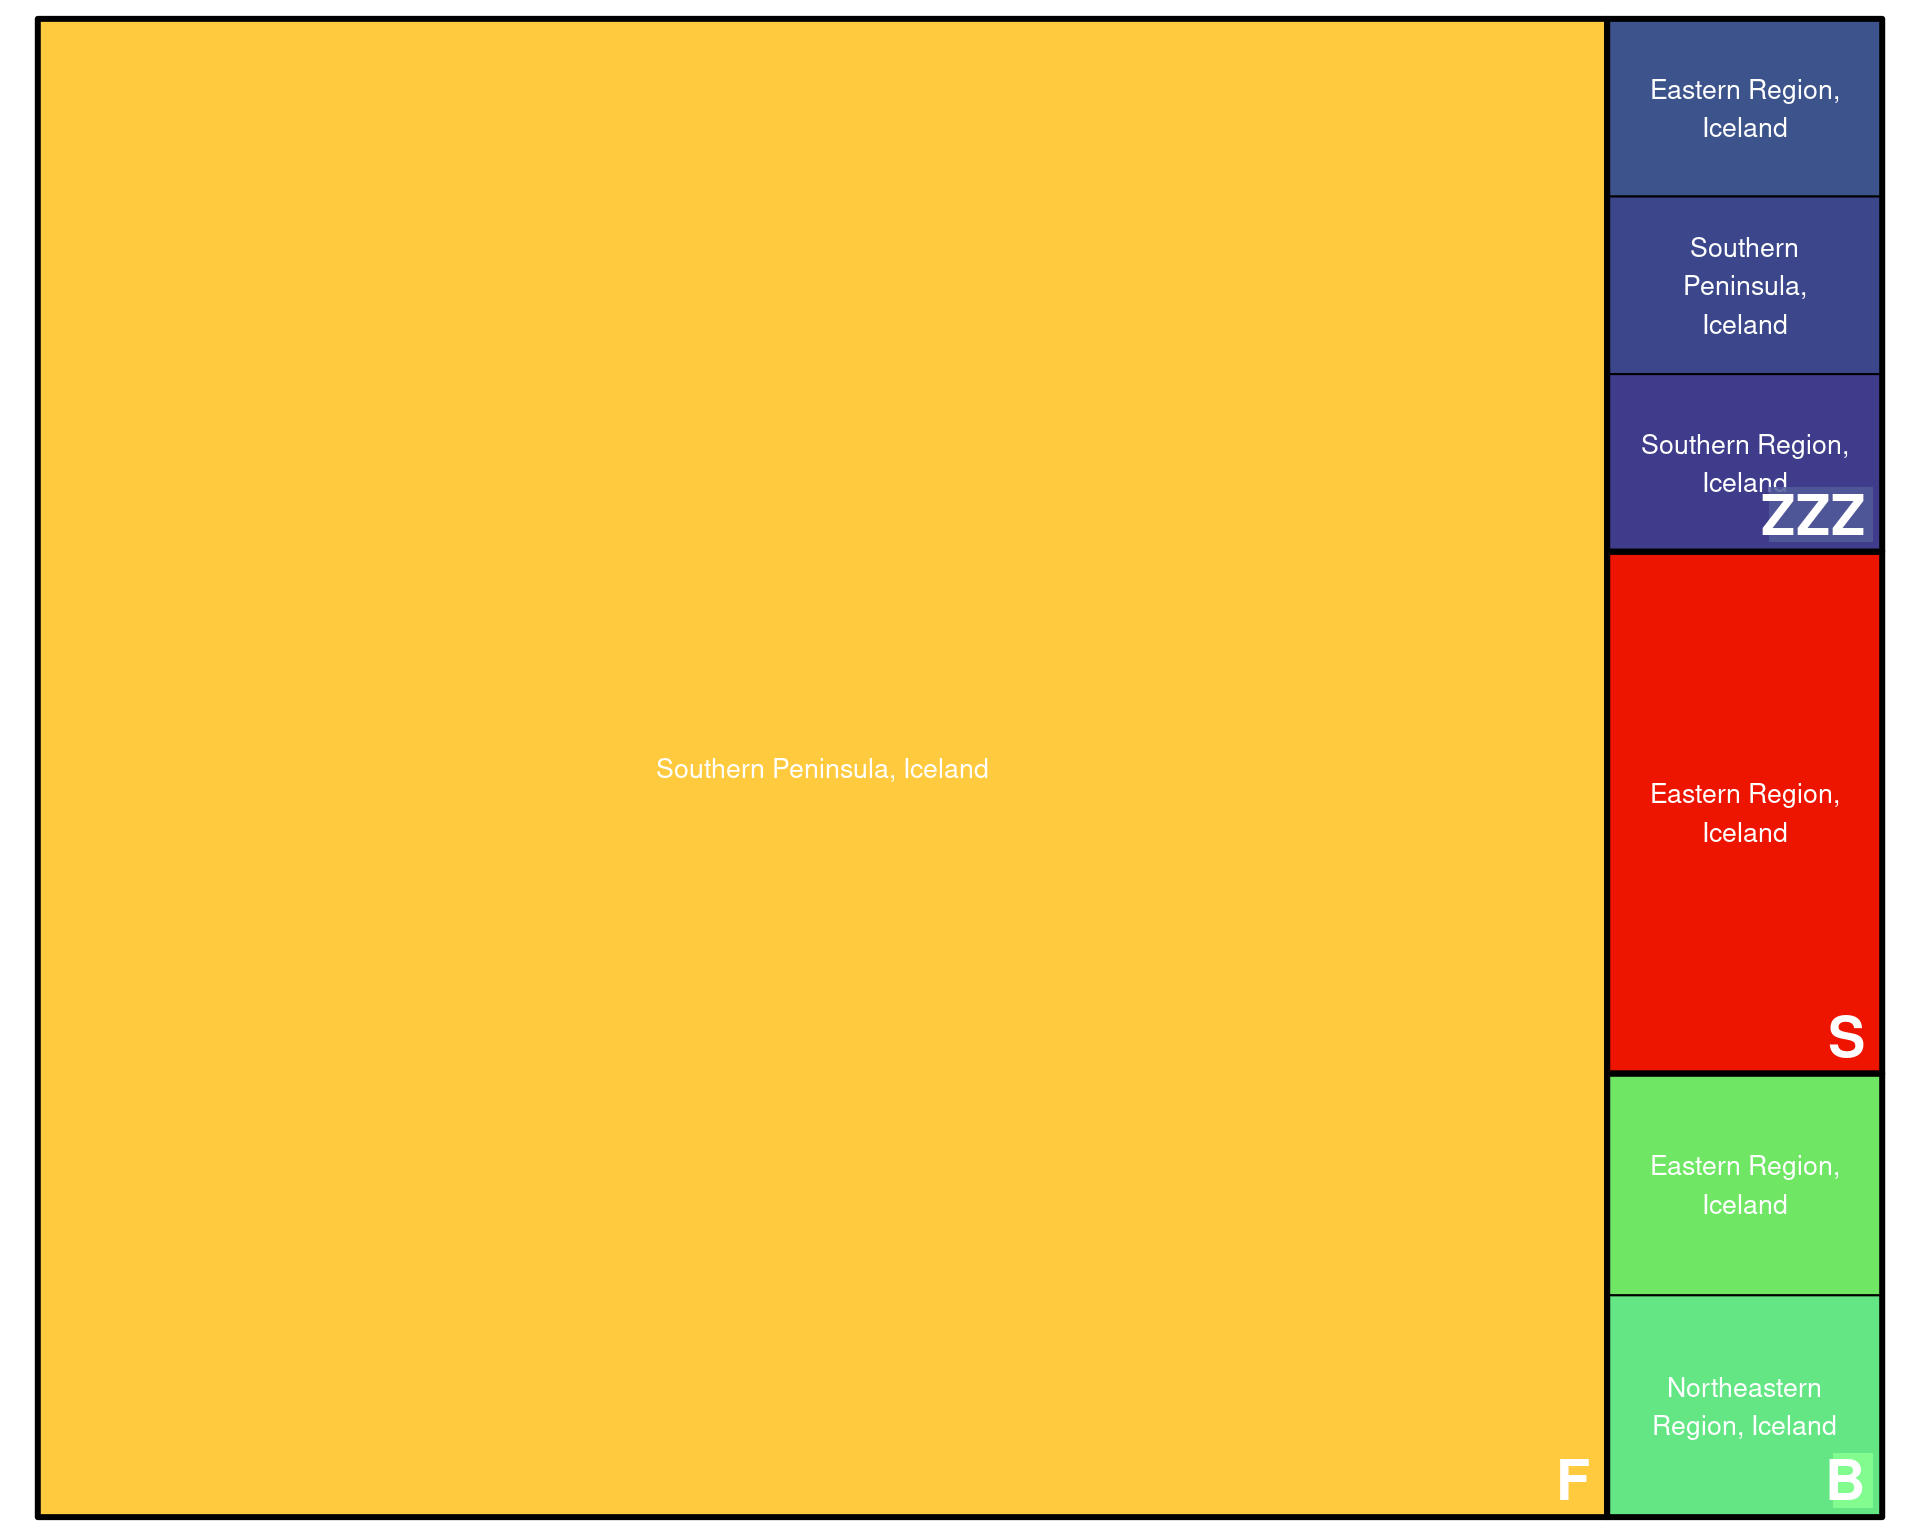 Southern Peninsula, Iceland
F
Eastern Region,
Iceland
Southern
Peninsula,
Iceland
Southern Region,
Iceland
ZZZ
Eastern Region,
Iceland
S
Eastern Region,
Iceland
Northeastern
Region, Iceland
B